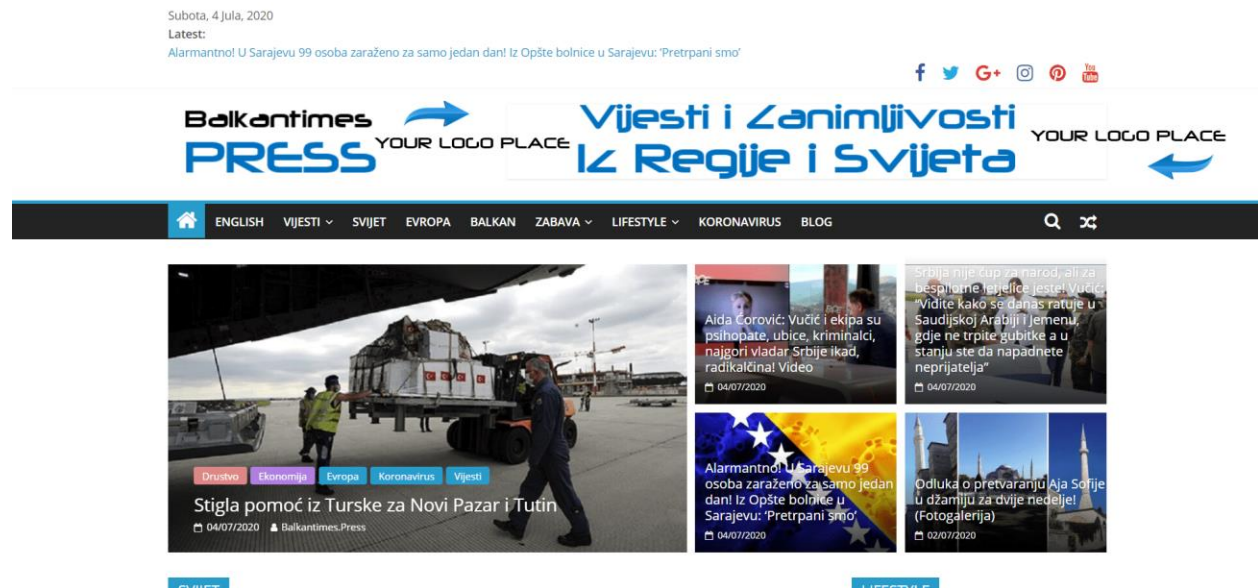 Subota, 4 Jula, 2020
Latest:
Alarmantno! U Sarajevu 99 osoba zaraženo za samo jedan dan! Iz Opšte bolnice u Sarajevu: 'Pretrpani smo'
f G+ You Tube
Balkantimes
PRESS
YOUR LOGO PLACE
Vijesti i Zanimljivosti
Iz Regije i Svijeta
YOUR LOGO PLACE
ENGLISH VIJESTI SVIJET EVROPA BALKAN ZABAVA LIFESTYLE KORONAVIRUS BLOG
Drustvo Ekonomija Evropa Koronavirus Vijesti
Stigla pomoć iz Turske za Novi Pazar i Tutin
04/07/2020 Balkantimes.Press
Aida Ćorović: Vučić i ekipa su
psihopate, ubice, kriminalci,
najgori vladar Srbije ikad,
radikalčina! Video
04/07/2020
Srbija nije ćup za narod, ali za
bespilotne letjelice jeste! Vučić:
“Vidite kako se danas ratuje u
Saudijskoj Arabiji i Jemenu,
gdje ne trpite gubitke a u
stanju ste da napadnete
neprijatelja“
04/07/2020
Alarmantno! U Sarajevu 99
osoba zaraženo za samo jedan
dan! Iz Opšte bolnice u
Sarajevu: ‘Pretrpani smo’
04/07/2020
Odluka o pretvaranju Aja Sofije
u džamiju za dvije nedelje!
(Fotogalerija)
02/07/2020
SVIJET
LIFESTYLE